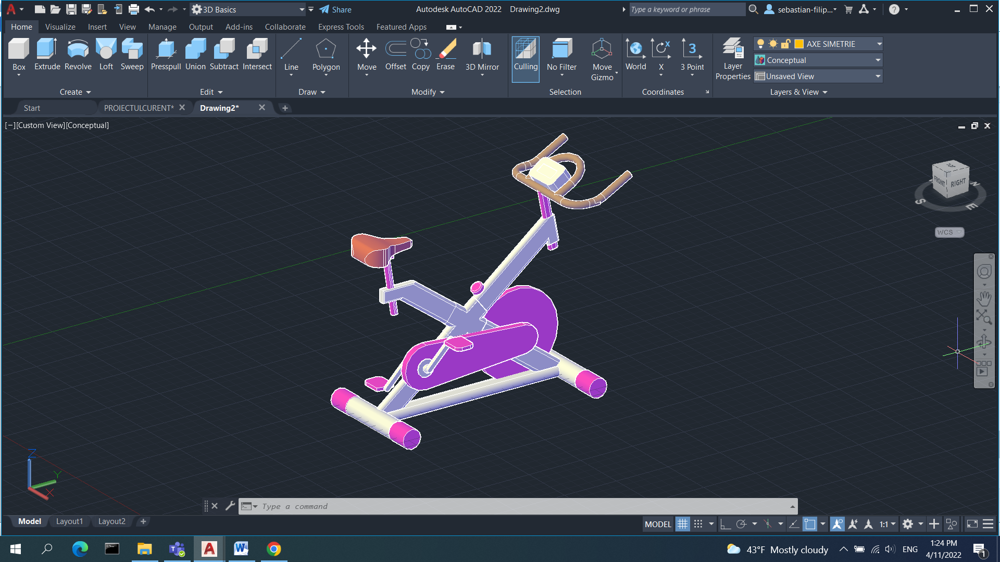 3D Basics
Share
Autodesk AutoCAD 2022 Drawing2.dwg
Type a keyword or phrase
sebastian-filip...
Home Visualize Insert View Manage Output Add-ins Collaborate Express Tools Featured Apps
Box Extrude Revolve Loft Sweep
Presspull Union Subtract Intersect
Line Polygon
Move Offset Copy Erase 3D Mirror
Culling No Filter Move Gizmo
World X 3 Point
3
x
Layer Properties
AXE SIMETRIE
Conceptual
Unsaved View
Create Edit Draw Modify Selection Coordinates Layers & View
Start PROIECTULCURENT* Drawing2*
[−][Custom View][Conceptual]
TOP
FRONT RIGHT
N
S
E
WCS
Z
Y
X
Type a command
Model Layout1 Layout2
MODEL 1:1
43°F Mostly cloudy ENG
1:24 PM
4/11/2022
1